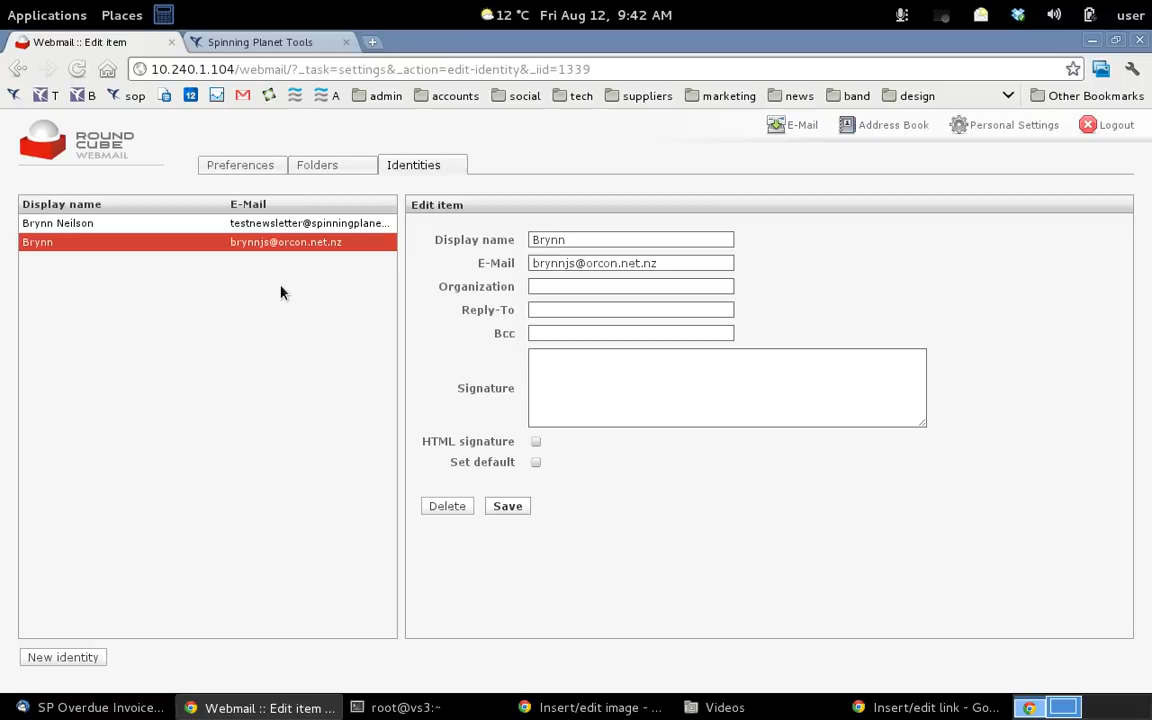 Applications Places 12 °C Fri Aug 12, 9:42 AM user
Webmail :: Edit item Spinning Planet Tools
10.240.1.104/webmail/?_task=settings&_action=edit-identity&_iid=1339
T B sop 12 A admin accounts social tech suppliers marketing news band design Other Bookmarks
ROUND CUBE WEBMAIL
E-Mail Address Book Personal Settings Logout
Preferences Folders Identities
Display name E-Mail
Brynn Neilson testnewsletter@spinningplane...
Brynn brynnjs@orcon.net.nz
New identity
Edit item
Display name Brynn
E-Mail brynnjs@orcon.net.nz
Organization
Reply-To
Bcc
Signature
HTML signature
Set default
Delete Save
SP Overdue Invoice... Webmail :: Edit item ... root@vs3:~ Insert/edit image - ... Videos Insert/edit link - Go...